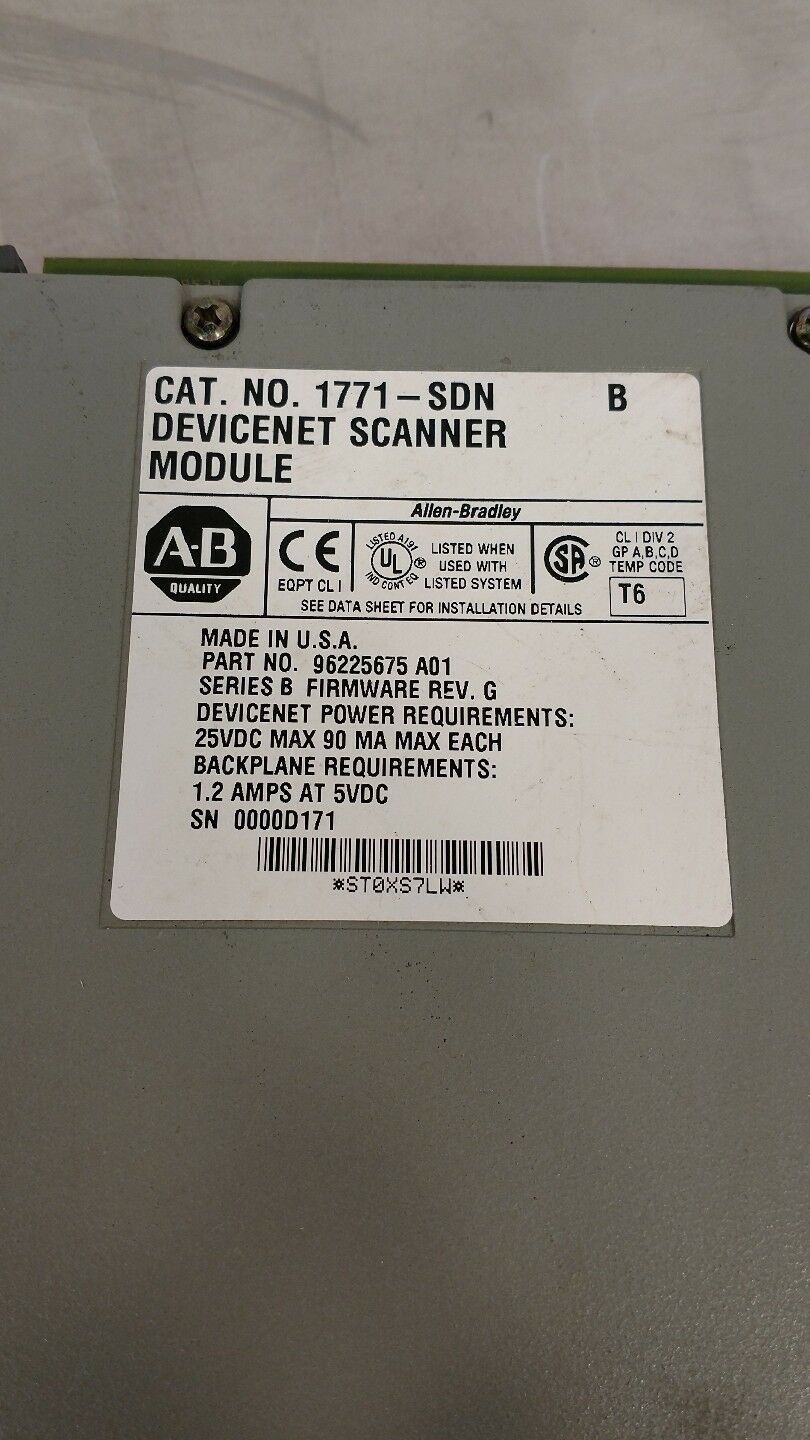 CAT. NO. 1771-SDN B
DEVICENET SCANNER
MODULE
Allen-Bradley
A-B
QUALITY
CE
EQPT CL I
LISTED A191
UL
®
IND CONT EQ
LISTED WHEN
USED WITH
LISTED SYSTEM
SA
®
CL I DIV 2
GP A,B,C,D
TEMP CODE
T6
SEE DATA SHEET FOR INSTALLATION DETAILS
MADE IN U.S.A.
PART NO. 96225675 A01
SERIES B FIRMWARE REV. G
DEVICENET POWER REQUIREMENTS:
25VDC MAX 90 MA MAX EACH
BACKPLANE REQUIREMENTS:
1.2 AMPS AT 5VDC
SN 0000D171
*ST0XS7LW*